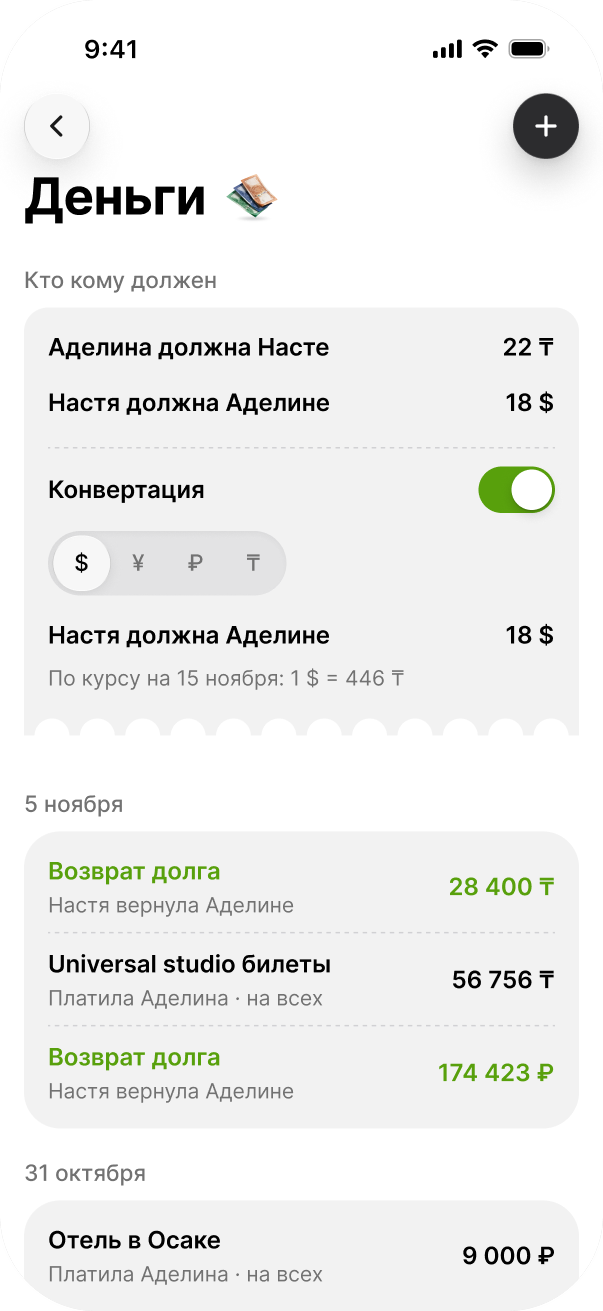 9:41
Деньги
Кто кому должен
Аделина должна Насте 22 ₸
Настя должна Аделине 18 $
Конвертация
$ ¥ ₽ ₸
Настя должна Аделине 18 $
По курсу на 15 ноября: 1 $ = 446 ₸
5 ноября
Возврат долга 28 400 ₸
Настя вернула Аделине
Universal studio билеты 56 756 ₸
Платила Аделина · на всех
Возврат долга 174 423 ₽
Настя вернула Аделине
31 октября
Отель в Осаке 9 000 ₽
Платила Аделина · на всех